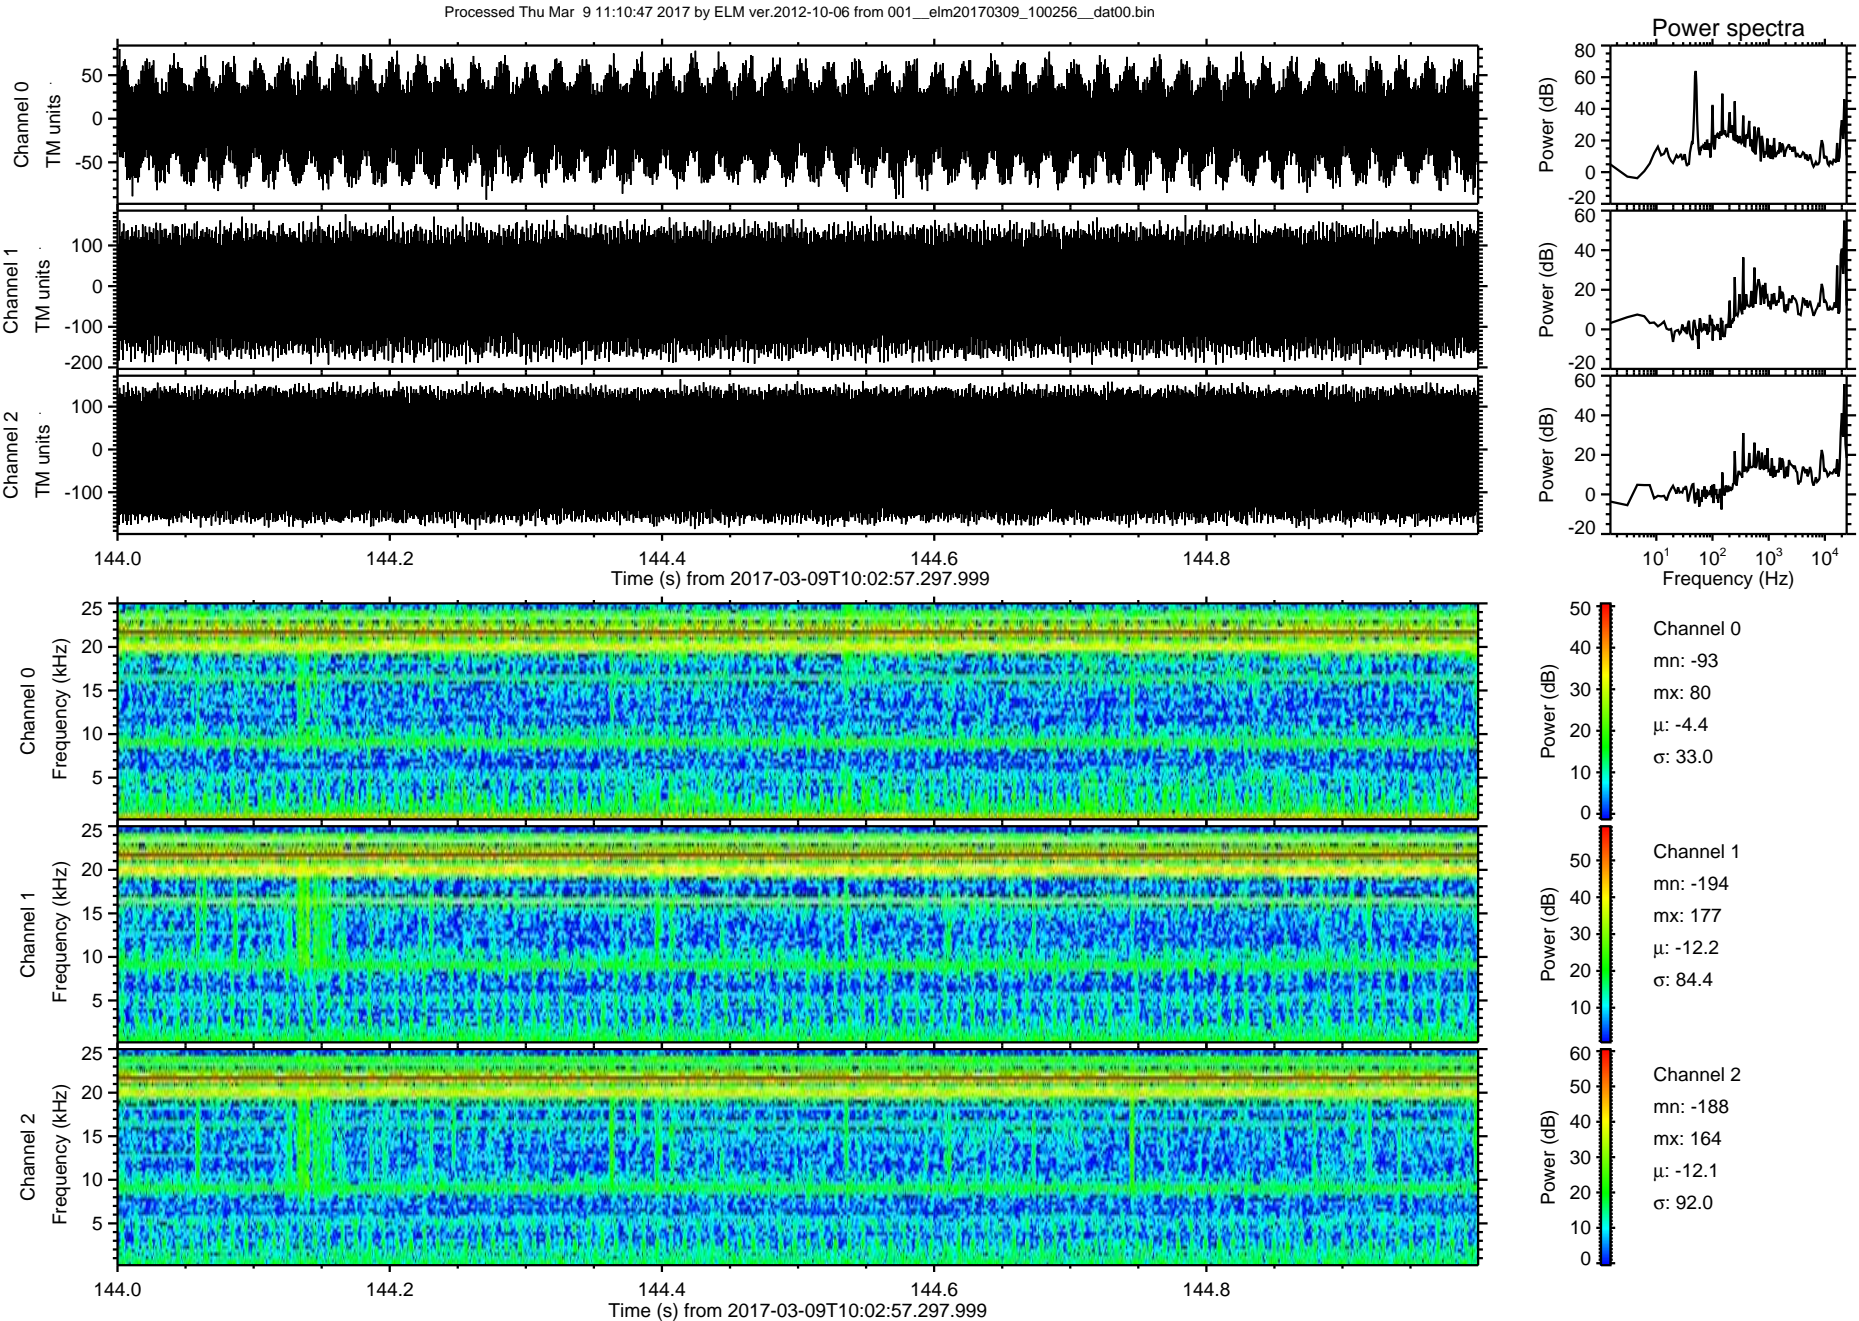 Processed Thu Mar 9 11:10:47 2017 by ELM ver.2012-10-06 from 001__elm20170309_100256__dat00.bin
Power spectra
Channel 0
TM units
50
0
-50
Power (dB)
80
60
40
20
0
-20
Channel 1
TM units
100
0
-100
-200
Power (dB)
60
40
20
0
-20
Channel 2
TM units
100
0
-100
Power (dB)
60
40
20
0
-20
144.0 144.2 144.4 144.6 144.8
Time (s) from 2017-03-09T10:02:57.297.999
10¹ 10² 10³ 10⁴
Frequency (Hz)
Channel 0
Frequency (kHz)
25
20
15
10
5
Power (dB)
50
40
30
20
10
0
Channel 0
mn: -93
mx: 80
μ: -4.4
σ: 33.0
Channel 1
Frequency (kHz)
25
20
15
10
5
Power (dB)
50
40
30
20
10
Channel 1
mn: -194
mx: 177
μ: -12.2
σ: 84.4
Channel 2
Frequency (kHz)
25
20
15
10
5
Power (dB)
60
50
40
30
20
10
0
Channel 2
mn: -188
mx: 164
μ: -12.1
σ: 92.0
144.0 144.2 144.4 144.6 144.8
Time (s) from 2017-03-09T10:02:57.297.999